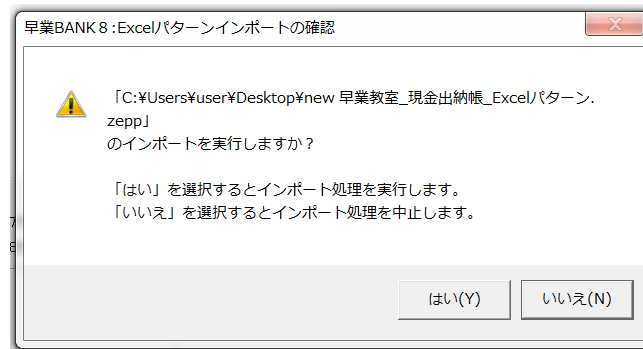 早業BANK８:Excelパターンインポートの確認
「C:¥Users¥user¥Desktop¥new 早業教室_現金出納帳_Excelパターン.
zepp」
のインポートを実行しますか？
「はい」を選択するとインポート処理を実行します。
「いいえ」を選択するとインポート処理を中止します。
はい(Y)
いいえ(N)